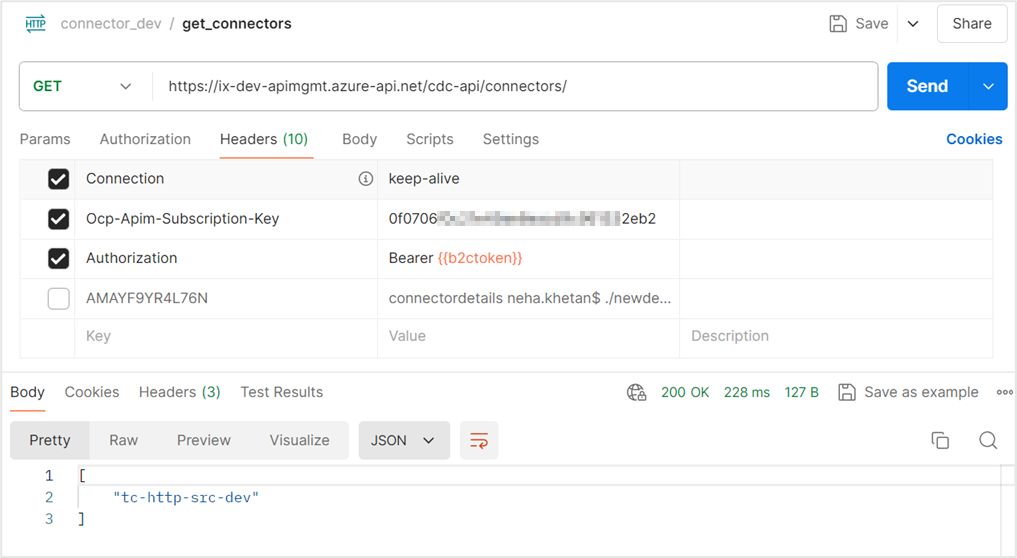 HTTP connector_dev / get_connectors Save Share
GET https://ix-dev-apimgmt.azure-api.net/cdc-api/connectors/ Send
Params Authorization Headers (10) Body Scripts Settings Cookies
Connection keep-alive
Ocp-Apim-Subscription-Key 0f0706 2eb2
Authorization Bearer {{b2ctoken}}
AMAYF9YR4L76N connectordetails neha.khetan$ ./newde...
Key Value Description
Body Cookies Headers (3) Test Results 200 OK 228 ms 127 B Save as example
Pretty Raw Preview Visualize JSON
1 [
2 "tc-http-src-dev"
3 ]